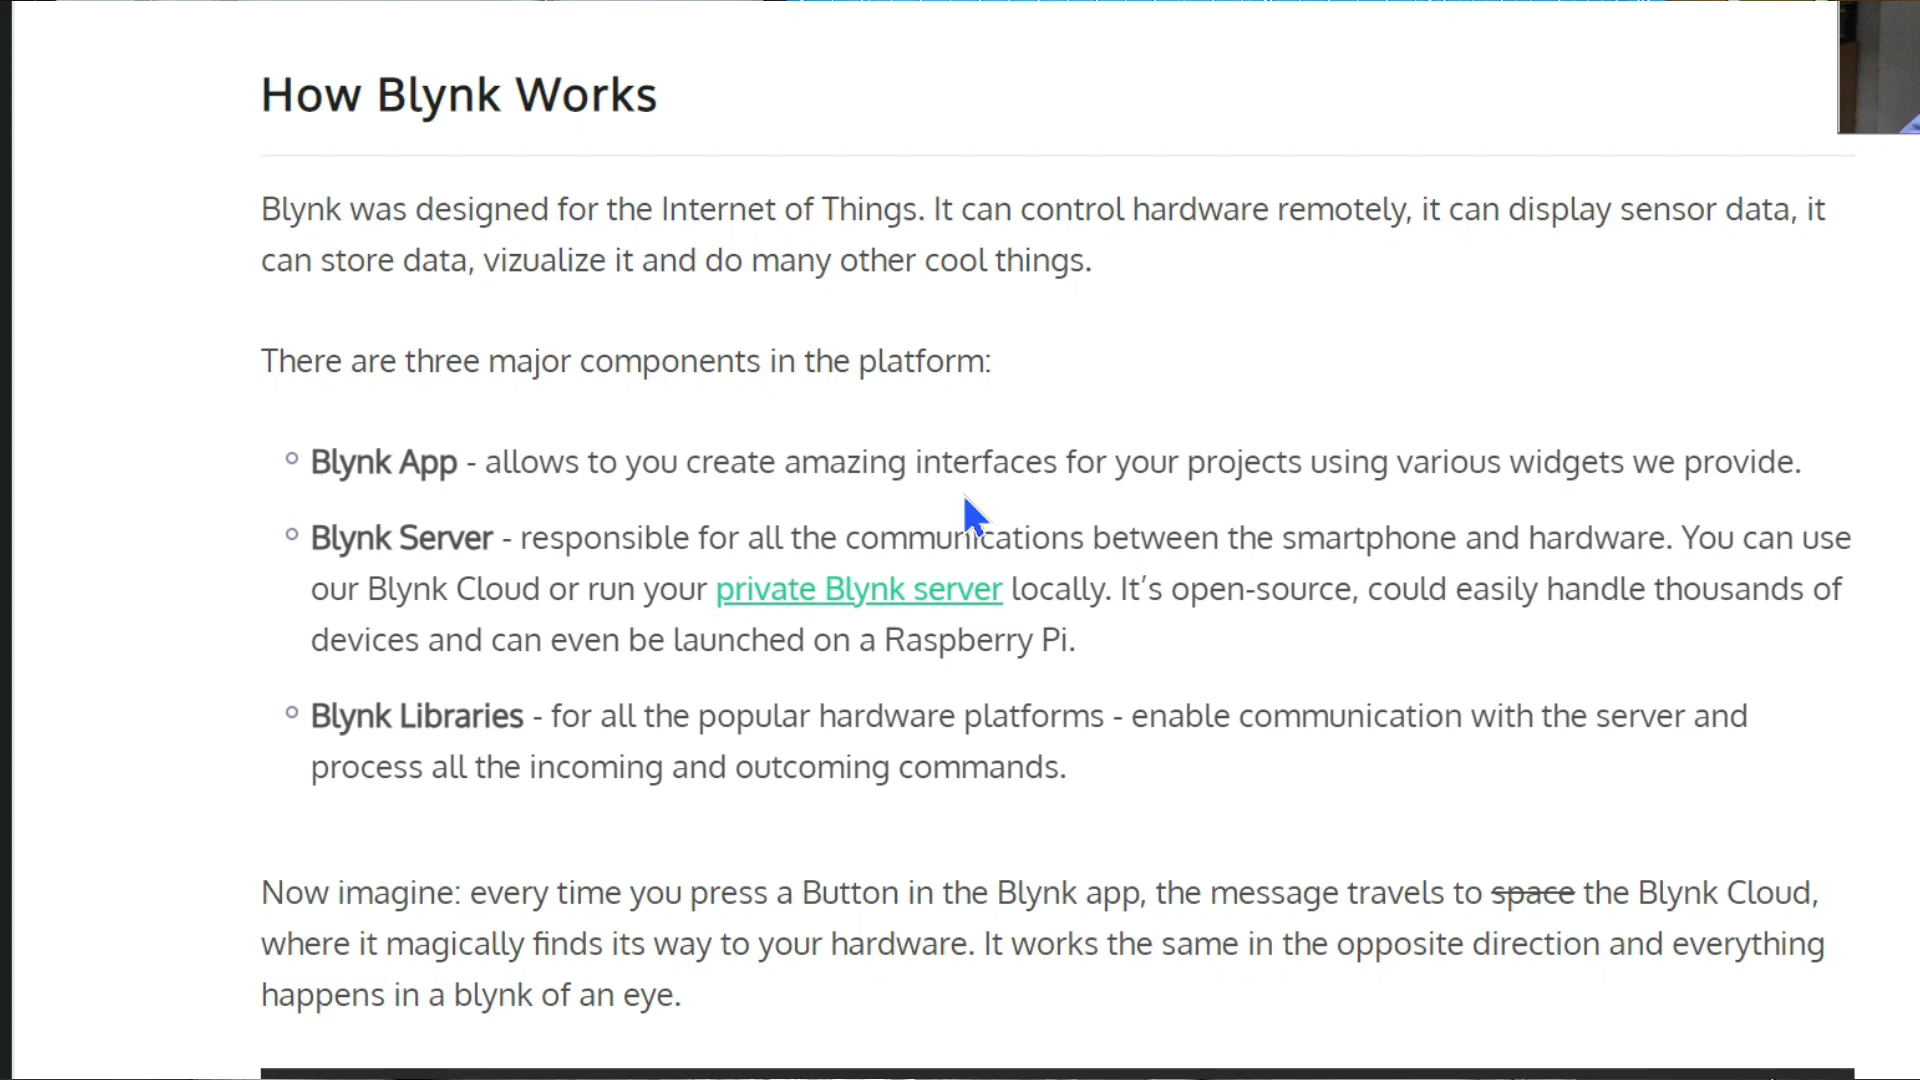 How Blynk Works
Blynk was designed for the Internet of Things. It can control hardware remotely, it can display sensor data, it
can store data, vizualize it and do many other cool things.
There are three major components in the platform:
Blynk App - allows to you create amazing interfaces for your projects using various widgets we provide.
Blynk Server - responsible for all the communications between the smartphone and hardware. You can use
our Blynk Cloud or run your private Blynk server locally. It’s open-source, could easily handle thousands of
devices and can even be launched on a Raspberry Pi.
Blynk Libraries - for all the popular hardware platforms - enable communication with the server and
process all the incoming and outcoming commands.
Now imagine: every time you press a Button in the Blynk app, the message travels to space the Blynk Cloud,
where it magically finds its way to your hardware. It works the same in the opposite direction and everything
happens in a blynk of an eye.